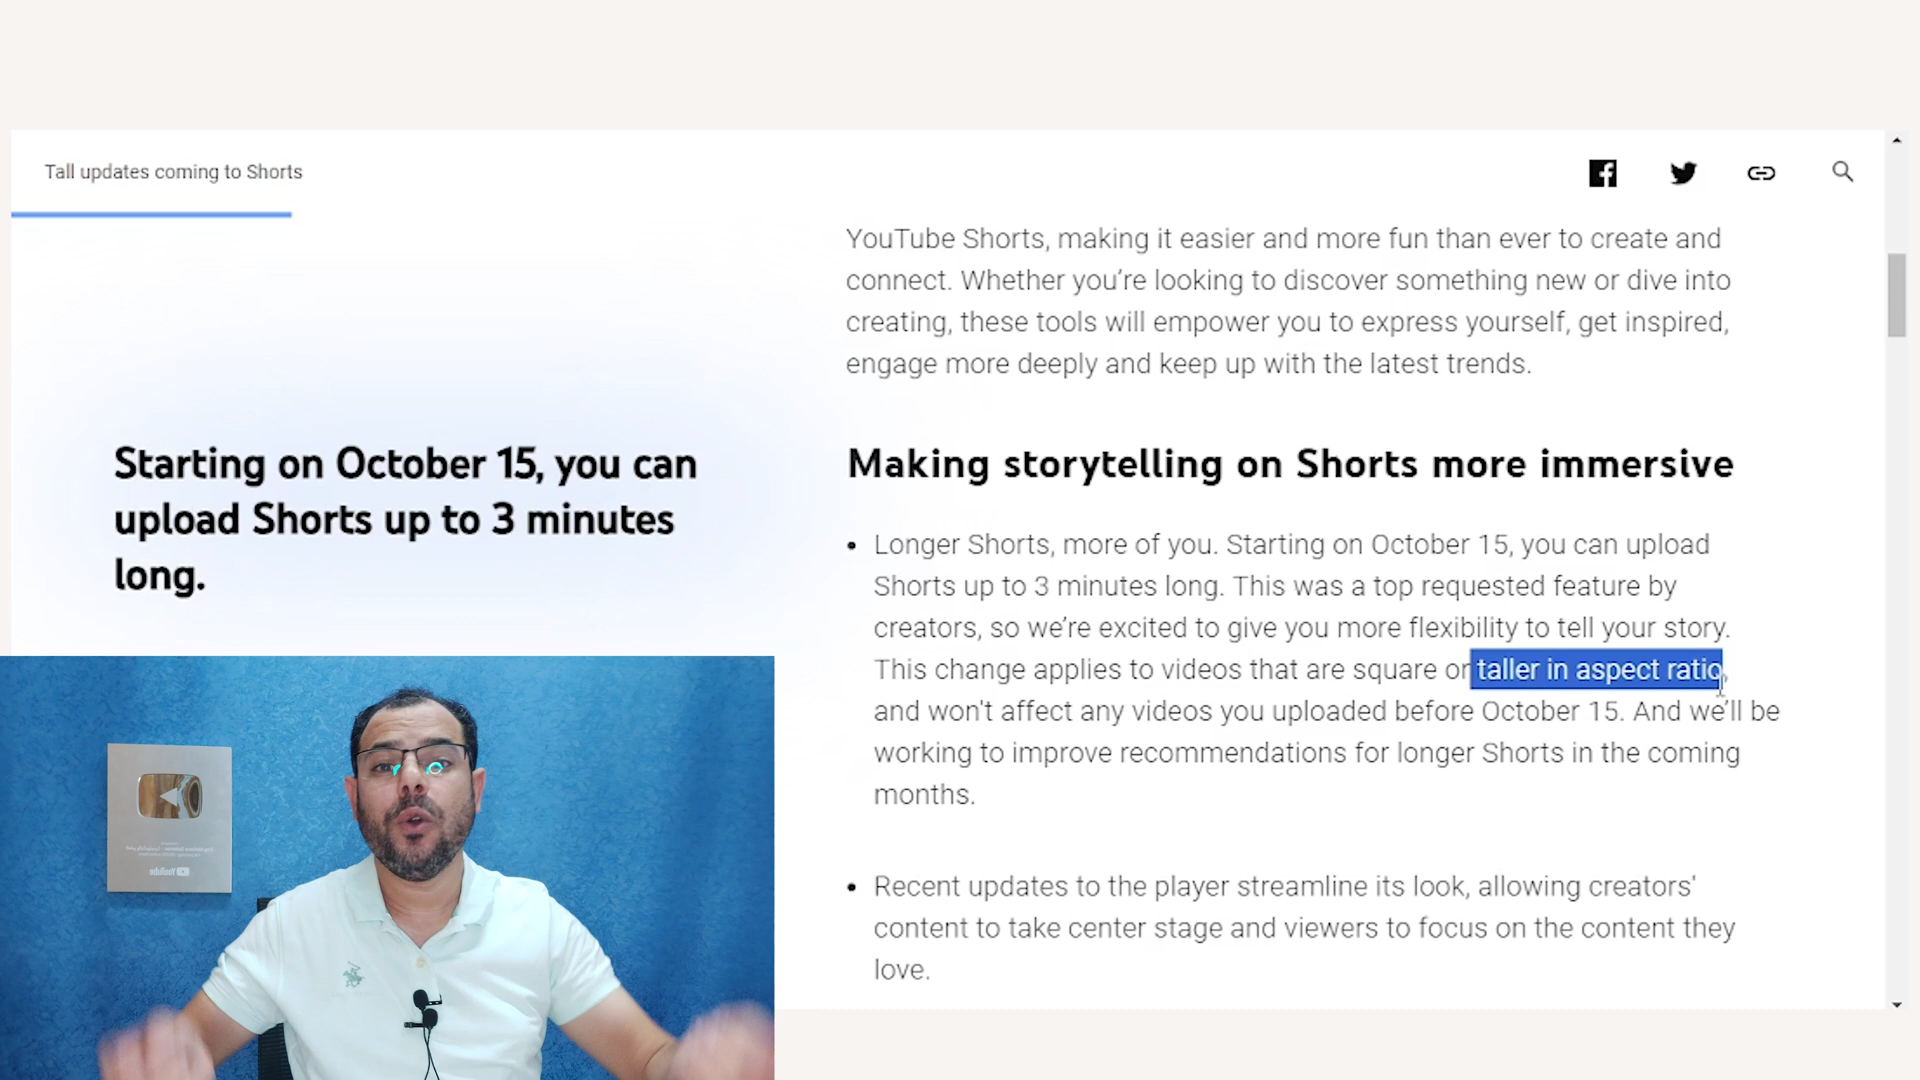 Tall updates coming to Shorts
YouTube Shorts, making it easier and more fun than ever to create and
connect. Whether you’re looking to discover something new or dive into
creating, these tools will empower you to express yourself, get inspired,
engage more deeply and keep up with the latest trends.
Starting on October 15, you can
upload Shorts up to 3 minutes
long.
Making storytelling on Shorts more immersive
• Longer Shorts, more of you. Starting on October 15, you can upload
Shorts up to 3 minutes long. This was a top requested feature by
creators, so we’re excited to give you more flexibility to tell your story.
This change applies to videos that are square or taller in aspect ratio,
and won't affect any videos you uploaded before October 15. And we’ll be
working to improve recommendations for longer Shorts in the coming
months.
• Recent updates to the player streamline its look, allowing creators'
content to take center stage and viewers to focus on the content they
love.
YouTube